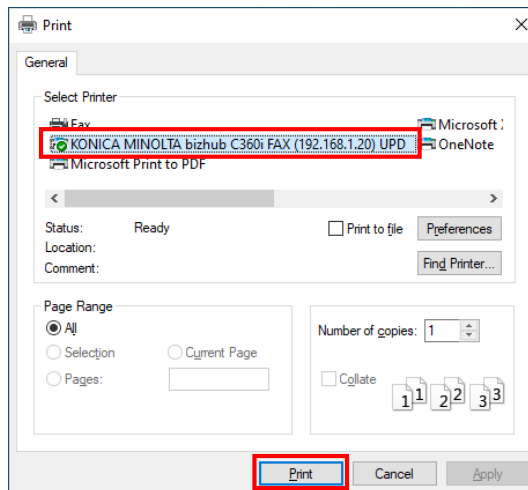 Print
General
Select Printer
Fax
Microsoft
KONICA MINOLTA bizhub C360i FAX (192.168.1.20) UPD
OneNote
Microsoft Print to PDF
Status: Ready
Print to file
Preferences
Location:
Comment:
Find Printer...
Page Range
All
Selection
Current Page
Pages:
Number of copies: 1
Collate
1 1 2 2 3 3
Print
Cancel
Apply